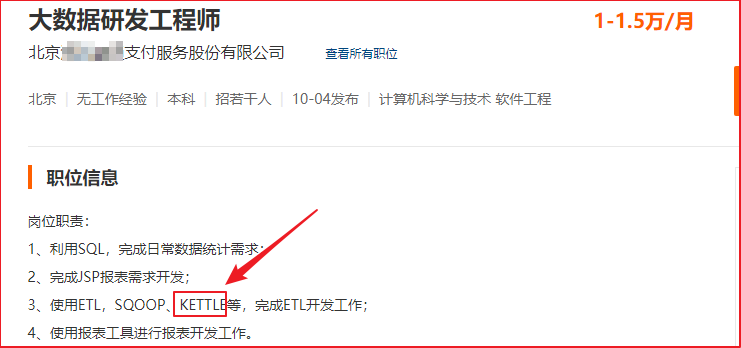 大数据研发工程师
1-1.5万/月
北京 支付服务股份有限公司 查看所有职位
北京 | 无工作经验 | 本科 | 招若干人 | 10-04发布 | 计算机科学与技术 软件工程
职位信息
岗位职责：
1、利用SQL，完成日常数据统计需求；
2、完成JSP报表需求开发；
3、使用ETL，SQOOP、KETTLE等，完成ETL开发工作；
4、使用报表工具进行报表开发工作。